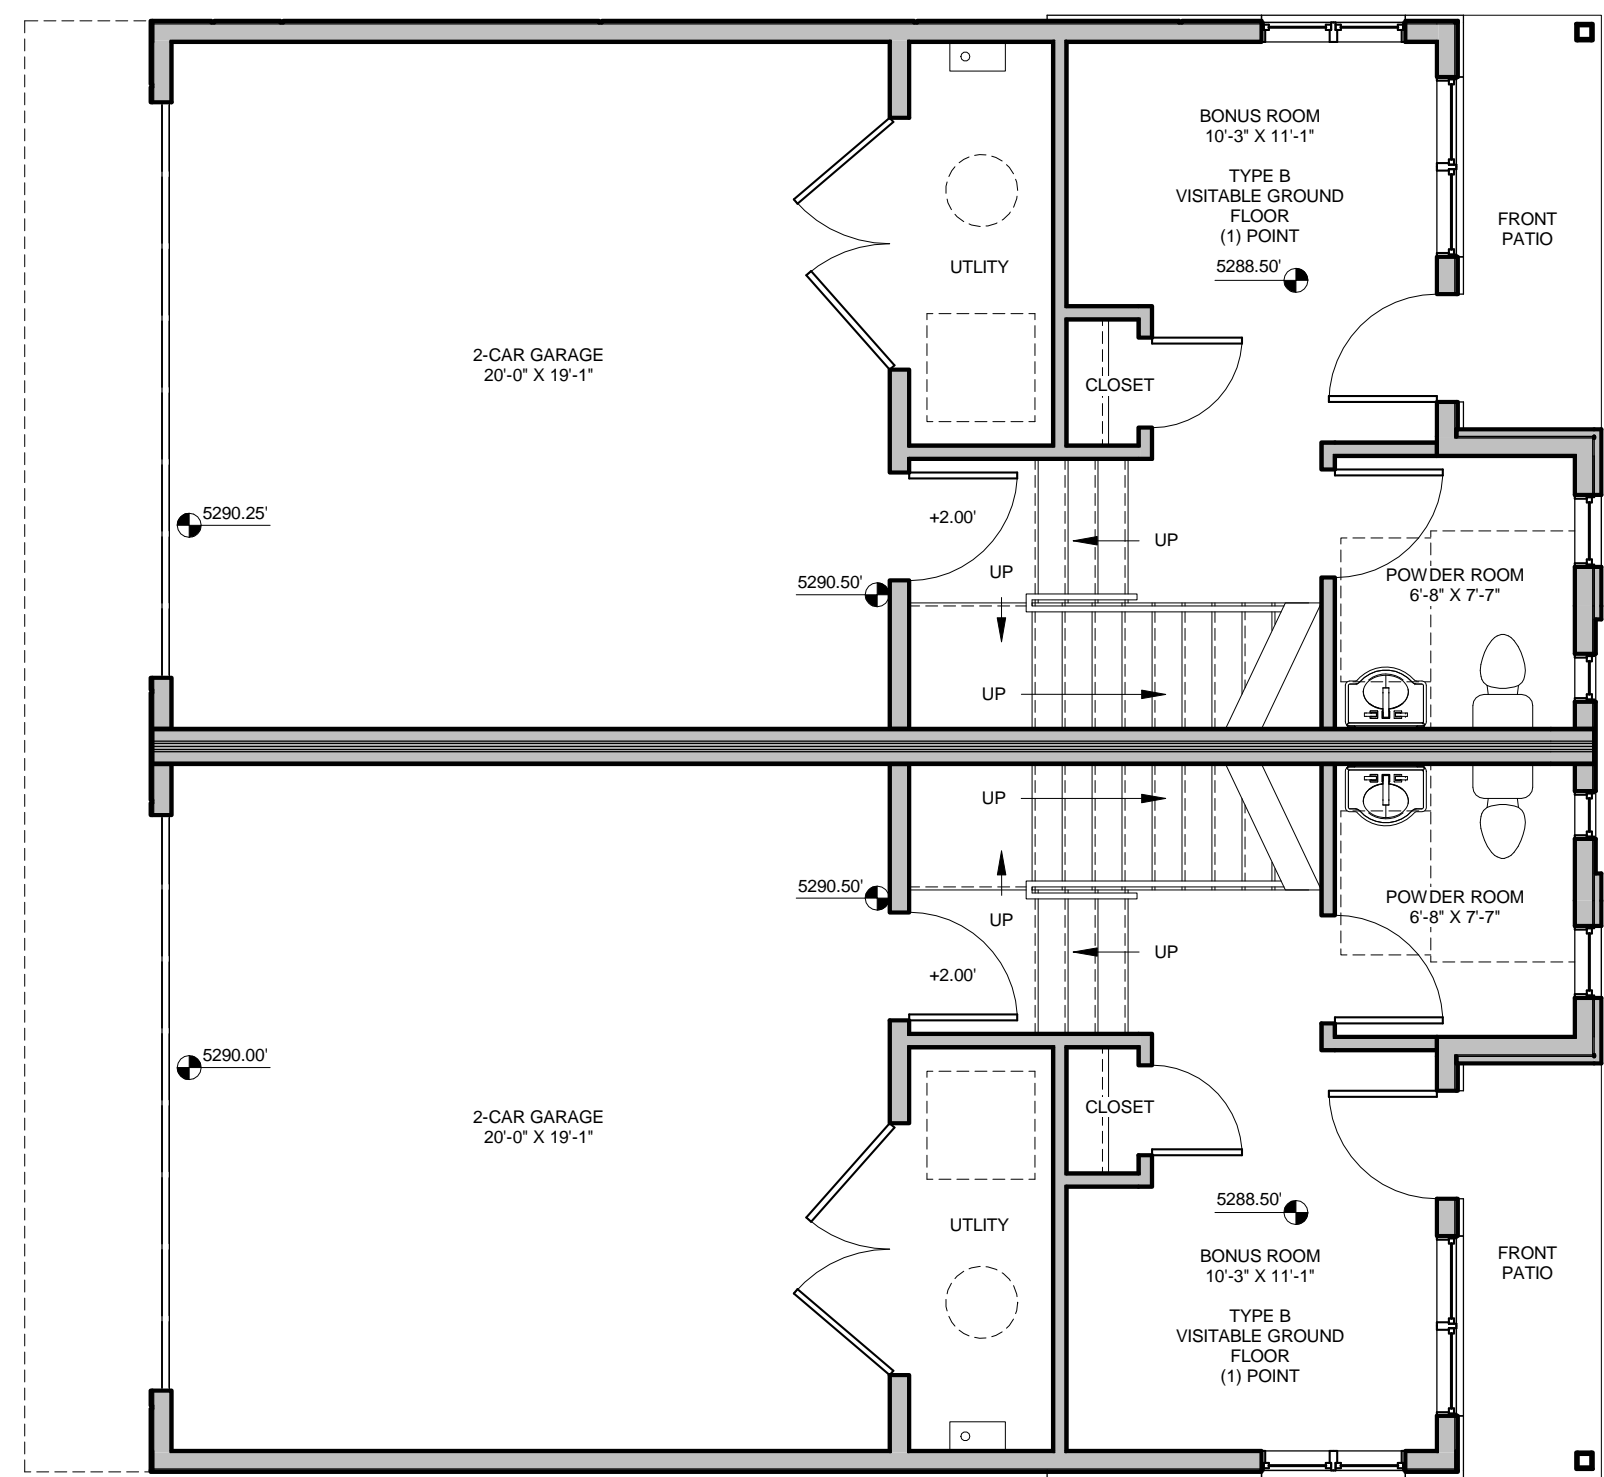 BONUS ROOM
10'-3" X 11'-1"
TYPE B
VISITABLE GROUND
FLOOR
(1) POINT
5288.50'
FRONT
PATIO
UTLITY
2-CAR GARAGE
20'-0" X 19'-1"
CLOSET
5290.25'
+2.00'
UP
UP
5290.50'
POWDER ROOM
6'-8" X 7'-7"
UP
UP
5290.50'
UP
POWDER ROOM
6'-8" X 7'-7"
UP
+2.00'
5290.00'
2-CAR GARAGE
20'-0" X 19'-1"
CLOSET
UTLITY
5288.50'
BONUS ROOM
10'-3" X 11'-1"
TYPE B
VISITABLE GROUND
FLOOR
(1) POINT
FRONT
PATIO